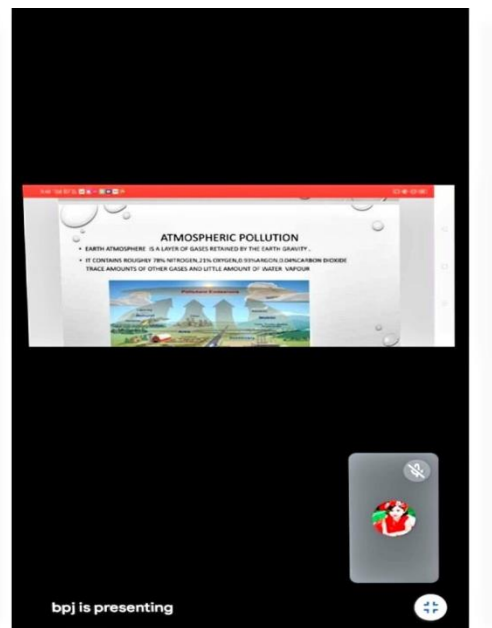 ATMOSPHERIC POLLUTION
• EARTH ATMOSPHERE IS A LAYER OF GASES RETAINED BY THE EARTH GRAVITY .
• IT CONTAINS ROUGHLY 78% NITROGEN,21% OXYGEN,0.93%ARGON,0.04%CARBON DIOXIDE
TRACE AMOUNTS OF OTHER GASES AND LITTLE AMOUNT OF WATER VAPOUR
Pollutions Emissions
bpj is presenting